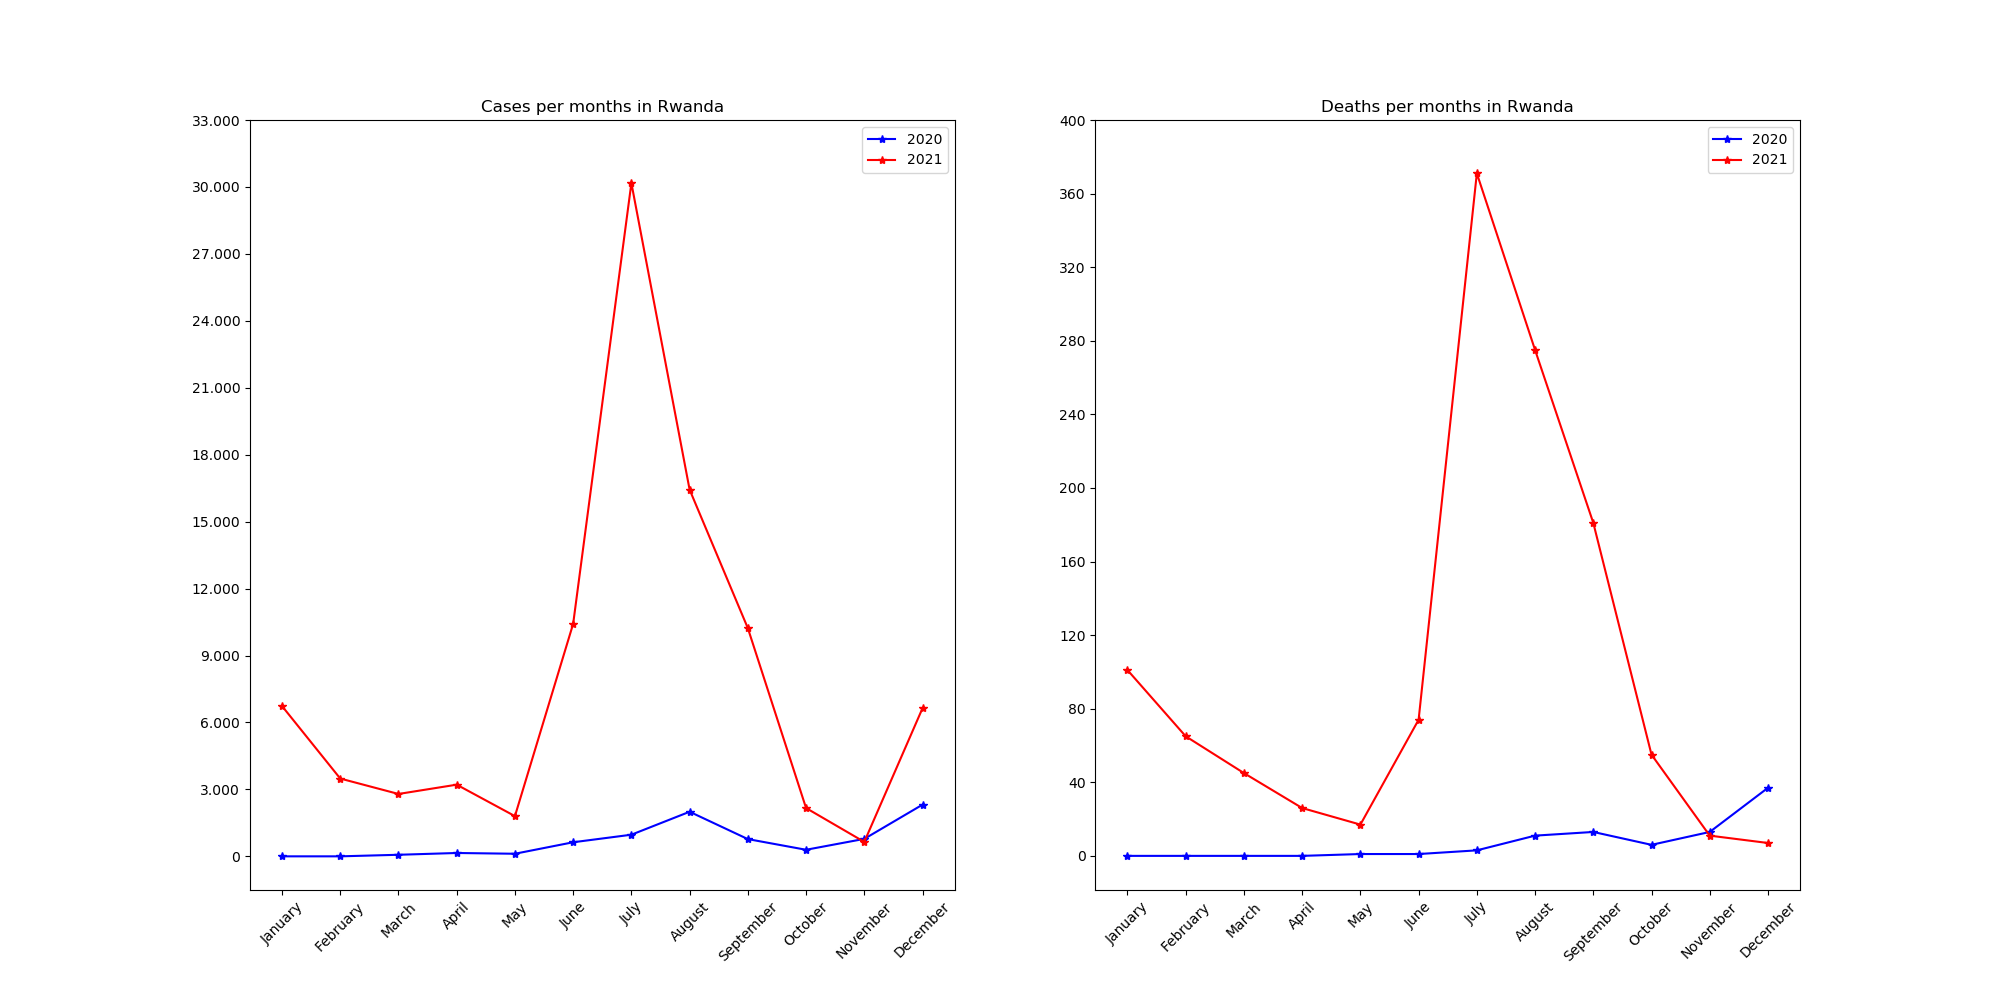 Cases per months in Rwanda
33.000
30.000
27.000
24.000
21.000
18.000
15.000
12.000
9.000
6.000
3.000
0
January
February
March
April
May
June
July
August
September
October
November
December
2020
2021
Deaths per months in Rwanda
400
360
320
280
240
200
160
120
80
40
0
January
February
March
April
May
June
July
August
September
October
November
December
2020
2021